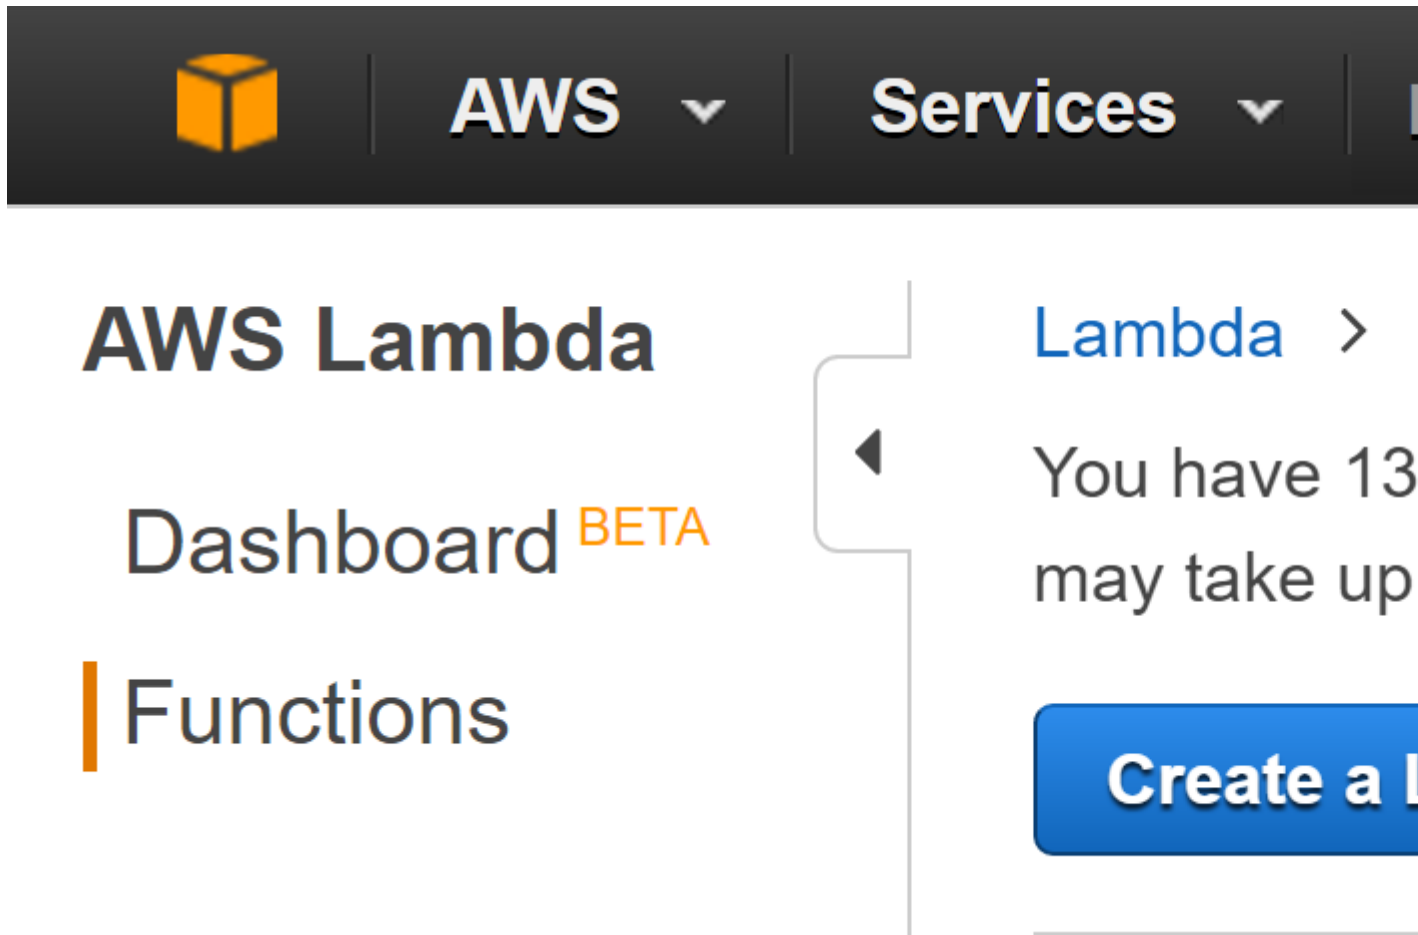 AWS Services
AWS Lambda
Dashboard BETA
Functions
Lambda >
You have 13
may take up
Create a